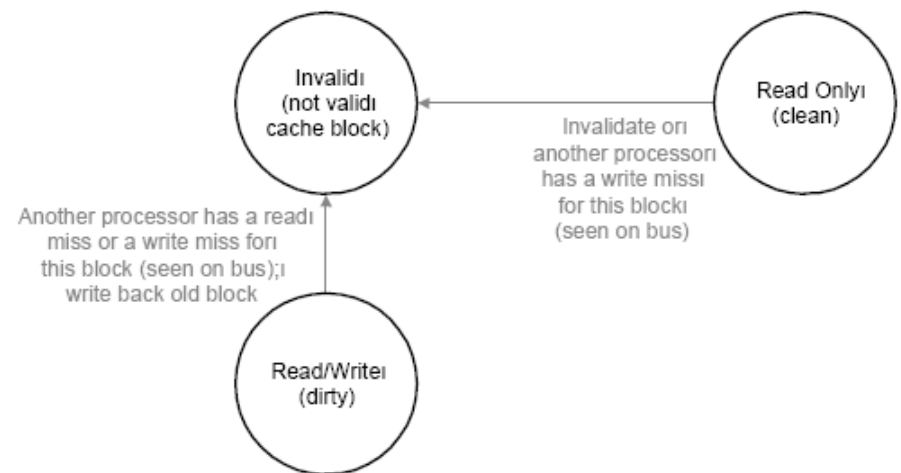 Invalidı
(not validı
cache block)
Read Onlyı
(clean)
Invalidate orı
another processorı
has a write missı
for this blockı
(seen on bus)
Another processor has a readı
miss or a write miss forı
this block (seen on bus);ı
write back old block
Read/Writeı
(dirty)